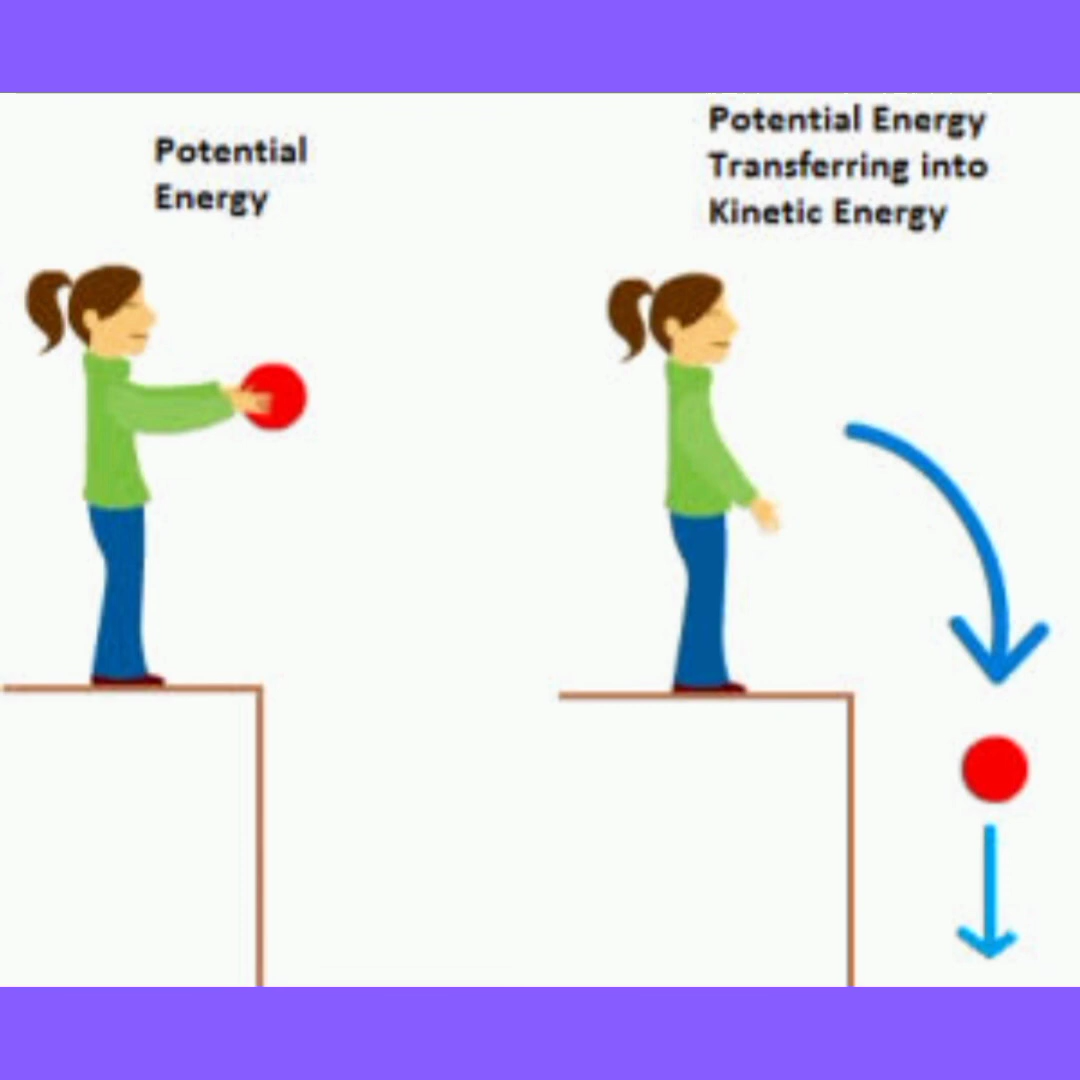 Potential
Energy
Potential Energy
Transferring into
Kinetic Energy